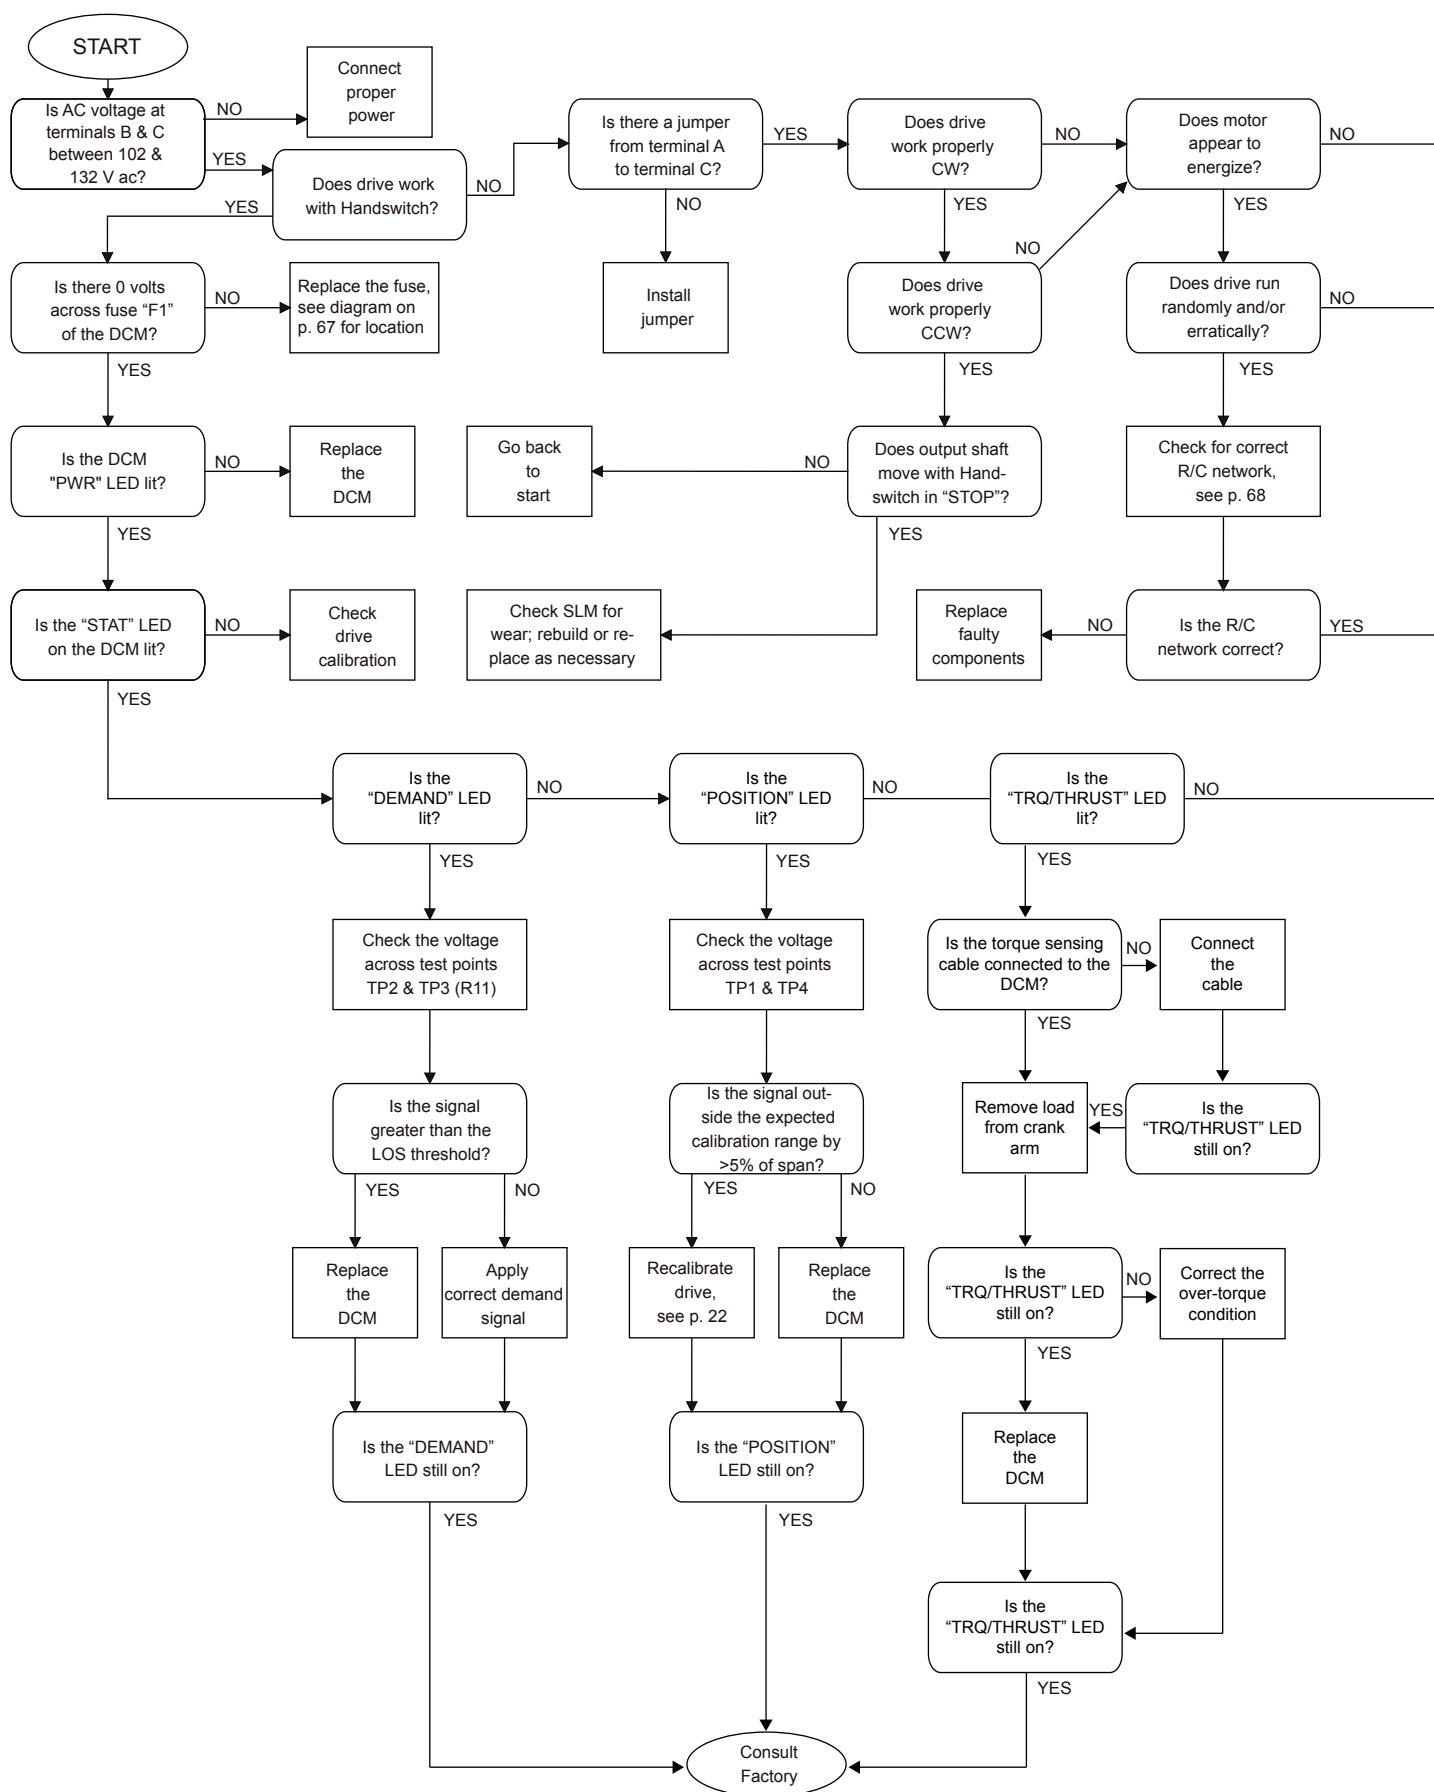 START
Is AC voltage at
terminals B & C
between 102 &
132 V ac?
NO
Connect
proper
power
YES
Does drive work
with Handswitch?
NO
YES
Is there a jumper
from terminal A
to terminal C?
YES
NO
Install
jumper
Does drive
work properly
CW?
NO
YES
Does motor
appear to
energize?
NO
YES
Is there 0 volts
across fuse “F1”
of the DCM?
NO
Replace the fuse,
see diagram on
p. 67 for location
YES
Does drive
work properly
CCW?
NO
YES
Does drive run
randomly and/or
erratically?
NO
YES
Is the DCM
"PWR" LED lit?
NO
Replace
the
DCM
YES
Go back
to
start
NO
Does output shaft
move with Hand-
switch in “STOP”?
YES
Check for correct
R/C network,
see p. 68
Is the “STAT” LED
on the DCM lit?
NO
Check
drive
calibration
YES
Check SLM for
wear; rebuild or re-
place as necessary
Replace
faulty
components
NO
Is the R/C
network correct?
YES
Is the
“DEMAND” LED
lit?
NO
YES
Is the
“POSITION” LED
lit?
NO
YES
Is the
“TRQ/THRUST” LED
lit?
NO
YES
Check the voltage
across test points
TP2 & TP3 (R11)
Check the voltage
across test points
TP1 & TP4
Is the torque sensing
cable connected to the
DCM?
NO
Connect
the
cable
YES
Is the signal
greater than the
LOS threshold?
YES
NO
Is the signal out-
side the expected
calibration range by
>5% of span?
YES
NO
Remove load
from crank
arm
YES
Is the
“TRQ/THRUST” LED
still on?
Replace
the
DCM
Apply
correct demand
signal
Recalibrate
drive,
see p. 22
Replace
the
DCM
Is the
“TRQ/THRUST” LED
still on?
NO
Correct the
over-torque
condition
YES
Is the “DEMAND”
LED still on?
YES
Is the “POSITION”
LED still on?
YES
Replace
the
DCM
Is the
“TRQ/THRUST” LED
still on?
YES
Consult
Factory